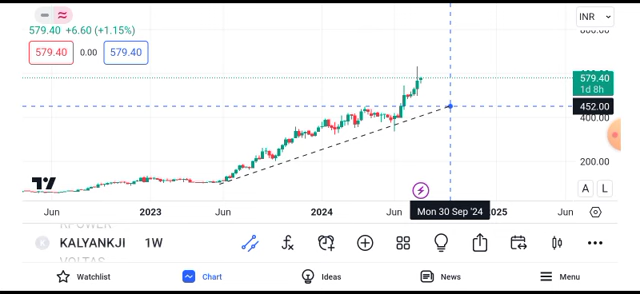 INR
800.00
579.40 +6.60 (+1.15%)
579.40 0.00 579.40
579.40
1d 8h
452.00
400.00
200.00
A L
Jun 2023 Jun 2024 Jun Mon 30 Sep '24 2025 Jun
RPOWER
KALYANKJI 1W
VOLTAS
Watchlist Chart Ideas News Menu